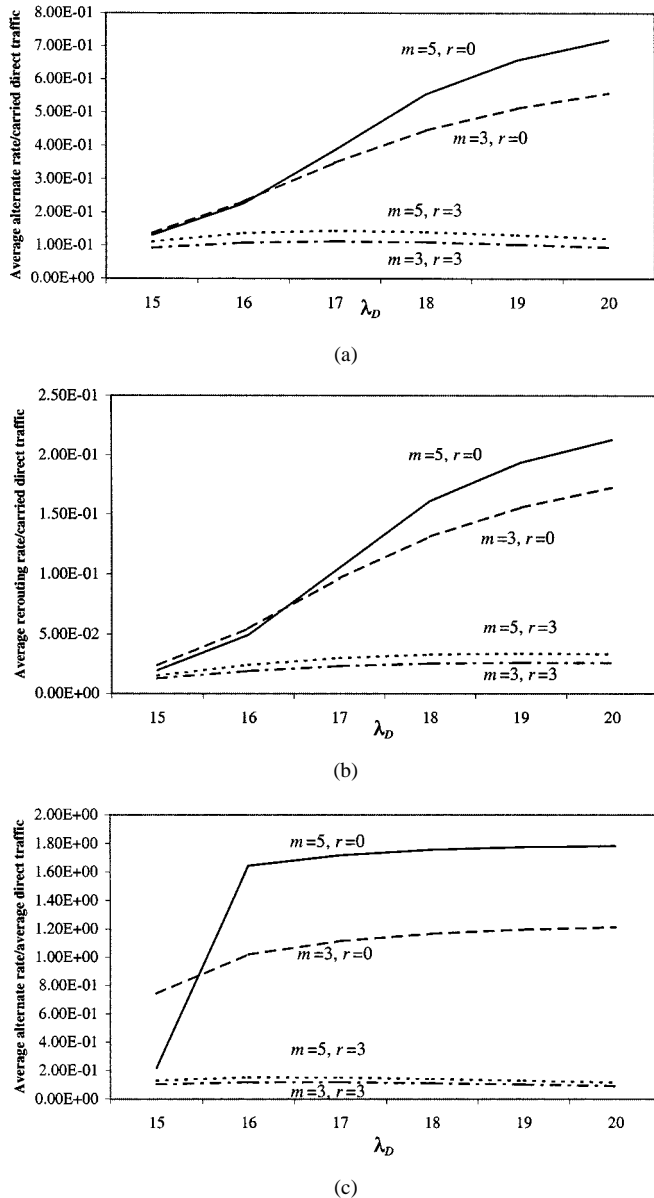 Average alternate rate/carried direct traffic
8.00E-01
7.00E-01
6.00E-01
5.00E-01
4.00E-01
3.00E-01
2.00E-01
1.00E-01
0.00E+00
m=5, r=0
m=3, r=0
m=5, r=3
m=3, r=3
15 16 17 18 19 20
λD
(a)
Average rerouting rate/carried direct traffic
2.50E-01
2.00E-01
1.50E-01
1.00E-01
5.00E-02
0.00E+00
m=5, r=0
m=3, r=0
m=5, r=3
m=3, r=3
15 16 17 18 19 20
λD
(b)
Average alternate rate/average direct traffic
2.00E+00
1.80E+00
1.60E+00
1.40E+00
1.20E+00
1.00E+00
8.00E-01
6.00E-01
4.00E-01
2.00E-01
0.00E+00
m=5, r=0
m=3, r=0
m=5, r=3
m=3, r=3
15 16 17 18 19 20
λD
(c)